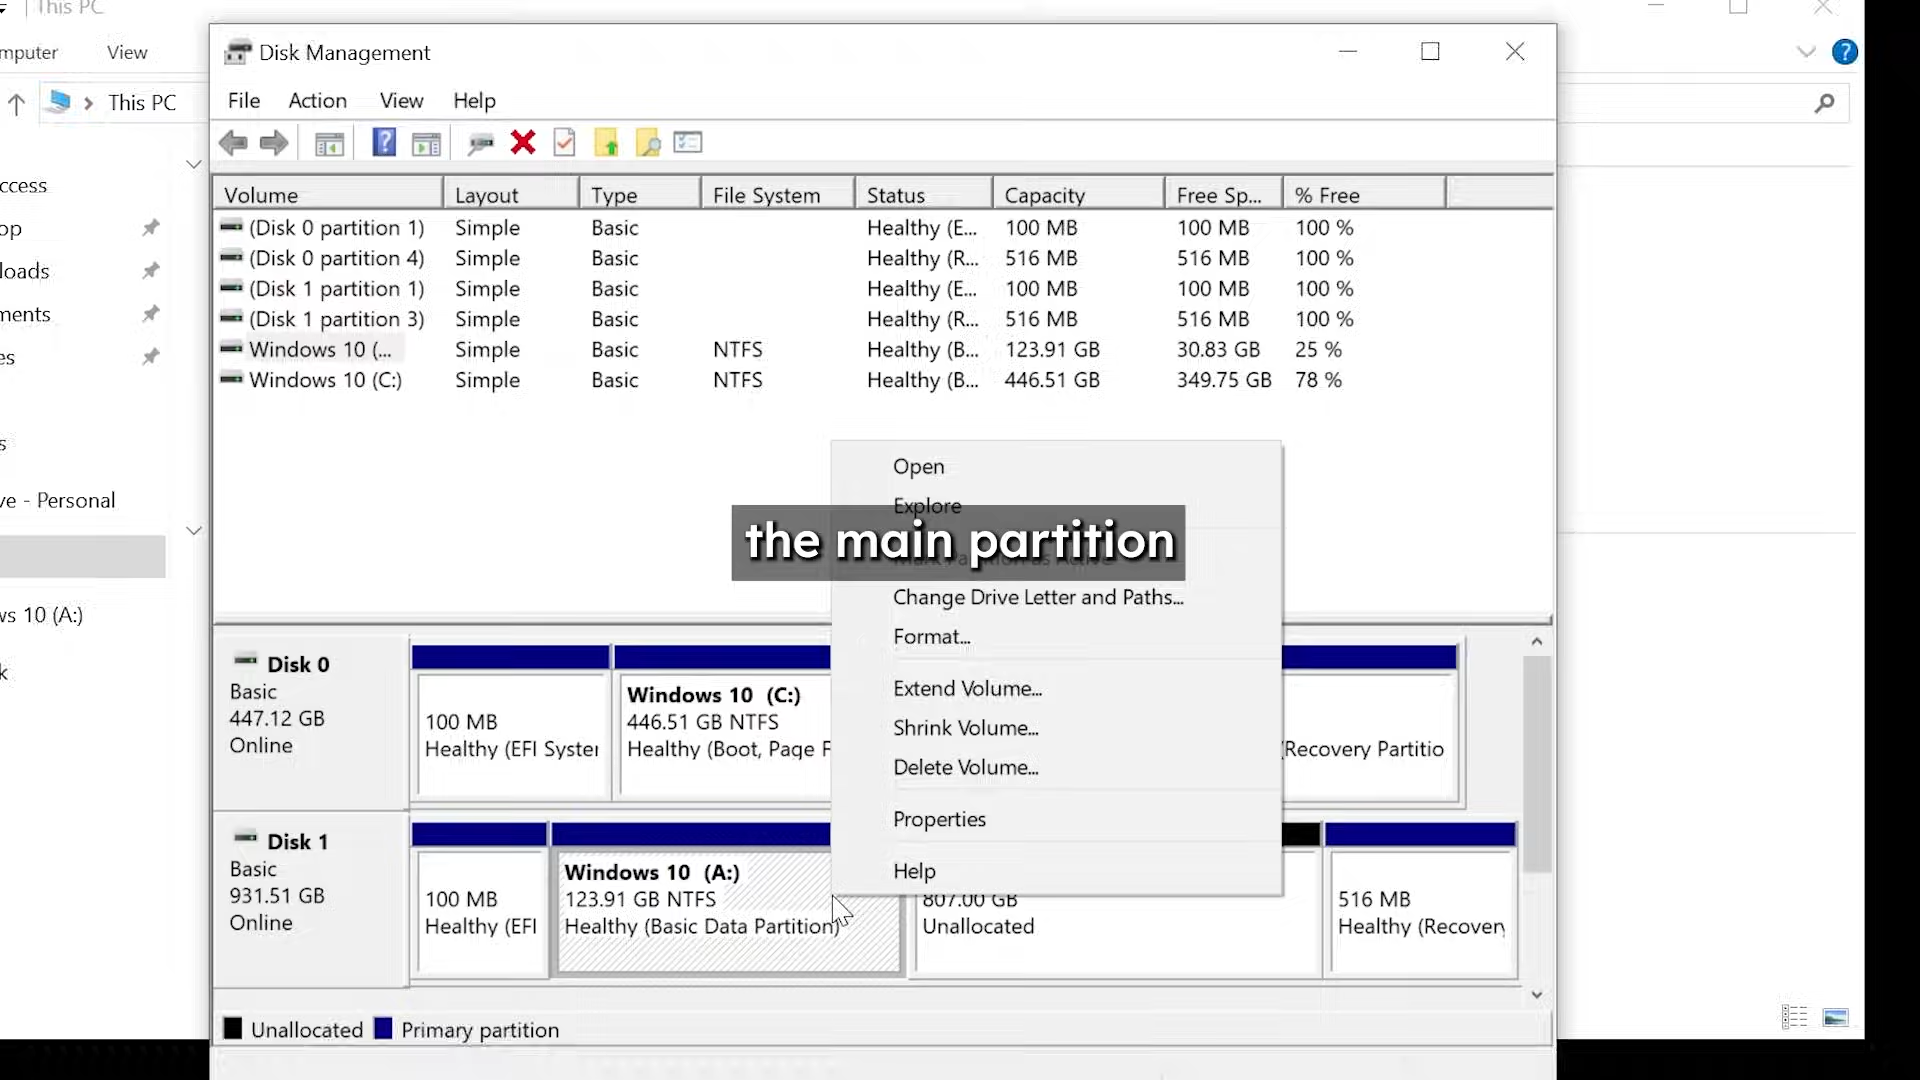 This PC
mputer View
Disk Management
This PC
File Action View Help
ccess
op
loads
ments
es
s
ve - Personal
ws 10 (A:)
k
Volume Layout Type File System Status Capacity Free Sp... % Free
(Disk 0 partition 1) Simple Basic Healthy (E... 100 MB 100 MB 100 %
(Disk 0 partition 4) Simple Basic Healthy (R... 516 MB 516 MB 100 %
(Disk 1 partition 1) Simple Basic Healthy (E... 100 MB 100 MB 100 %
(Disk 1 partition 3) Simple Basic Healthy (R... 516 MB 516 MB 100 %
Windows 10 (... Simple Basic NTFS Healthy (B... 123.91 GB 30.83 GB 25 %
Windows 10 (C:) Simple Basic NTFS Healthy (B... 446.51 GB 349.75 GB 78 %
Open
Explore
the main partition
Mark Partition as Active
Change Drive Letter and Paths...
Format...
Extend Volume...
Shrink Volume...
Delete Volume...
Properties
Help
Disk 0
Basic
447.12 GB
Online
100 MB
Healthy (EFI System
Windows 10 (C:)
446.51 GB NTFS
Healthy (Boot, Page F
(Recovery Partitio
Disk 1
Basic
931.51 GB
Online
100 MB
Healthy (EFI
Windows 10 (A:)
123.91 GB NTFS
Healthy (Basic Data Partition)
807.00 GB
Unallocated
516 MB
Healthy (Recovery
Unallocated Primary partition